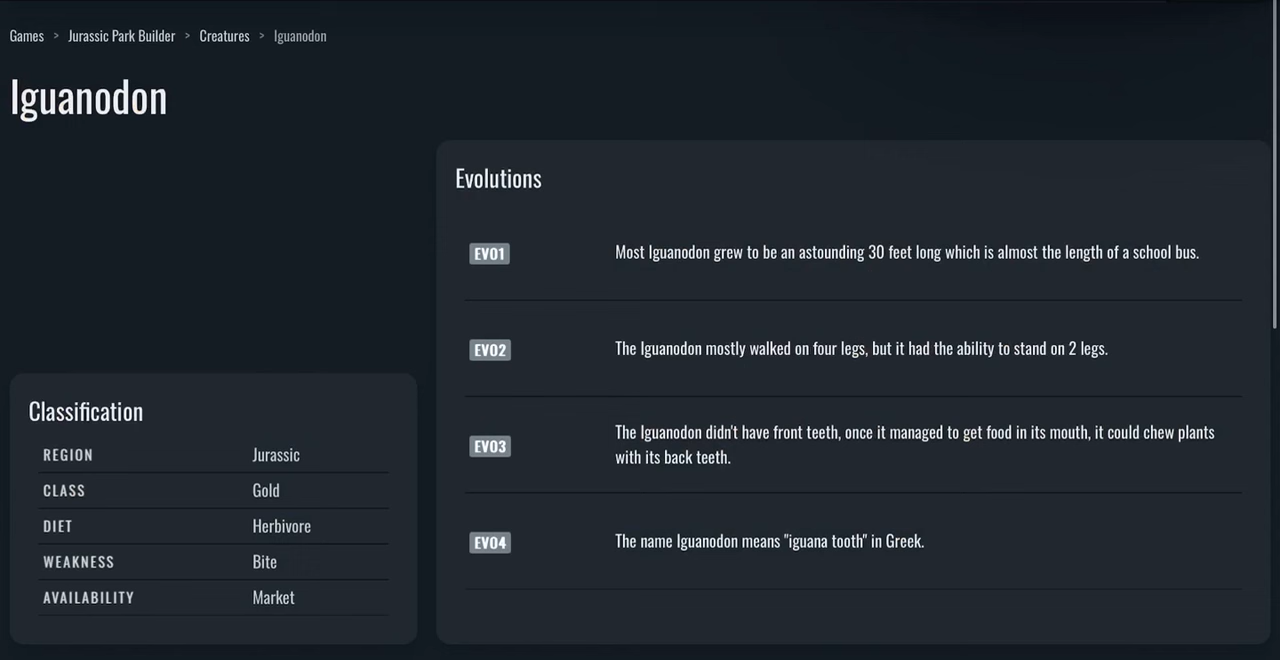 Games > Jurassic Park Builder > Creatures > Iguanodon
Iguanodon
Classification
REGION Jurassic
CLASS Gold
DIET Herbivore
WEAKNESS Bite
AVAILABILITY Market
Evolutions
EVO1 Most Iguanodon grew to be an astounding 30 feet long which is almost the length of a school bus.
EVO2 The Iguanodon mostly walked on four legs, but it had the ability to stand on 2 legs.
EVO3 The Iguanodon didn't have front teeth, once it managed to get food in its mouth, it could chew plants
with its back teeth.
EVO4 The name Iguanodon means "iguana tooth" in Greek.